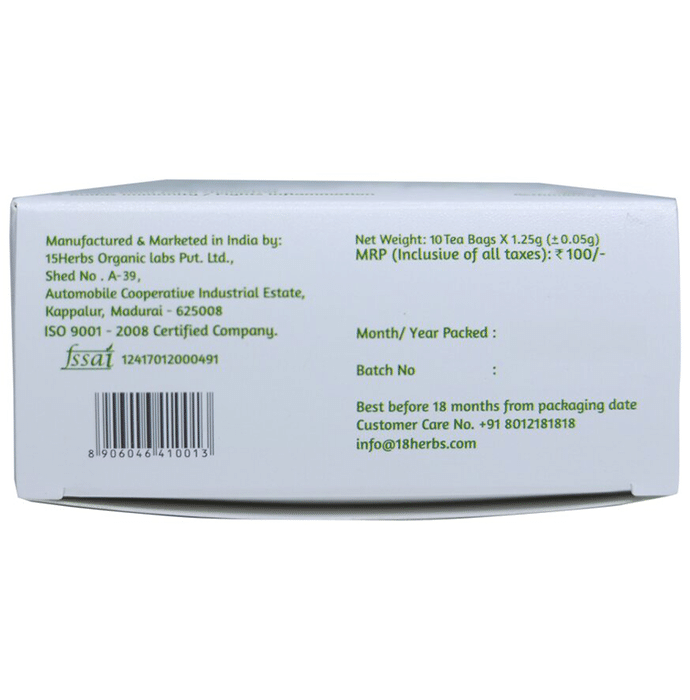 Manufactured & Marketed in India by:
15Herbs Organic labs Pvt. Ltd.,
Shed No . A-39,
Automobile Cooperative Industrial Estate,
Kappalur, Madurai - 625008
ISO 9001 - 2008 Certified Company.
fssai 12417012000491
8 906046 410013
Net Weight: 10 Tea Bags X 1.25g (±0.05g)
MRP (Inclusive of all taxes): ₹ 100/-
Month/ Year Packed :
Batch No :
Best before 18 months from packaging date
Customer Care No. +91 8012181818
info@18herbs.com